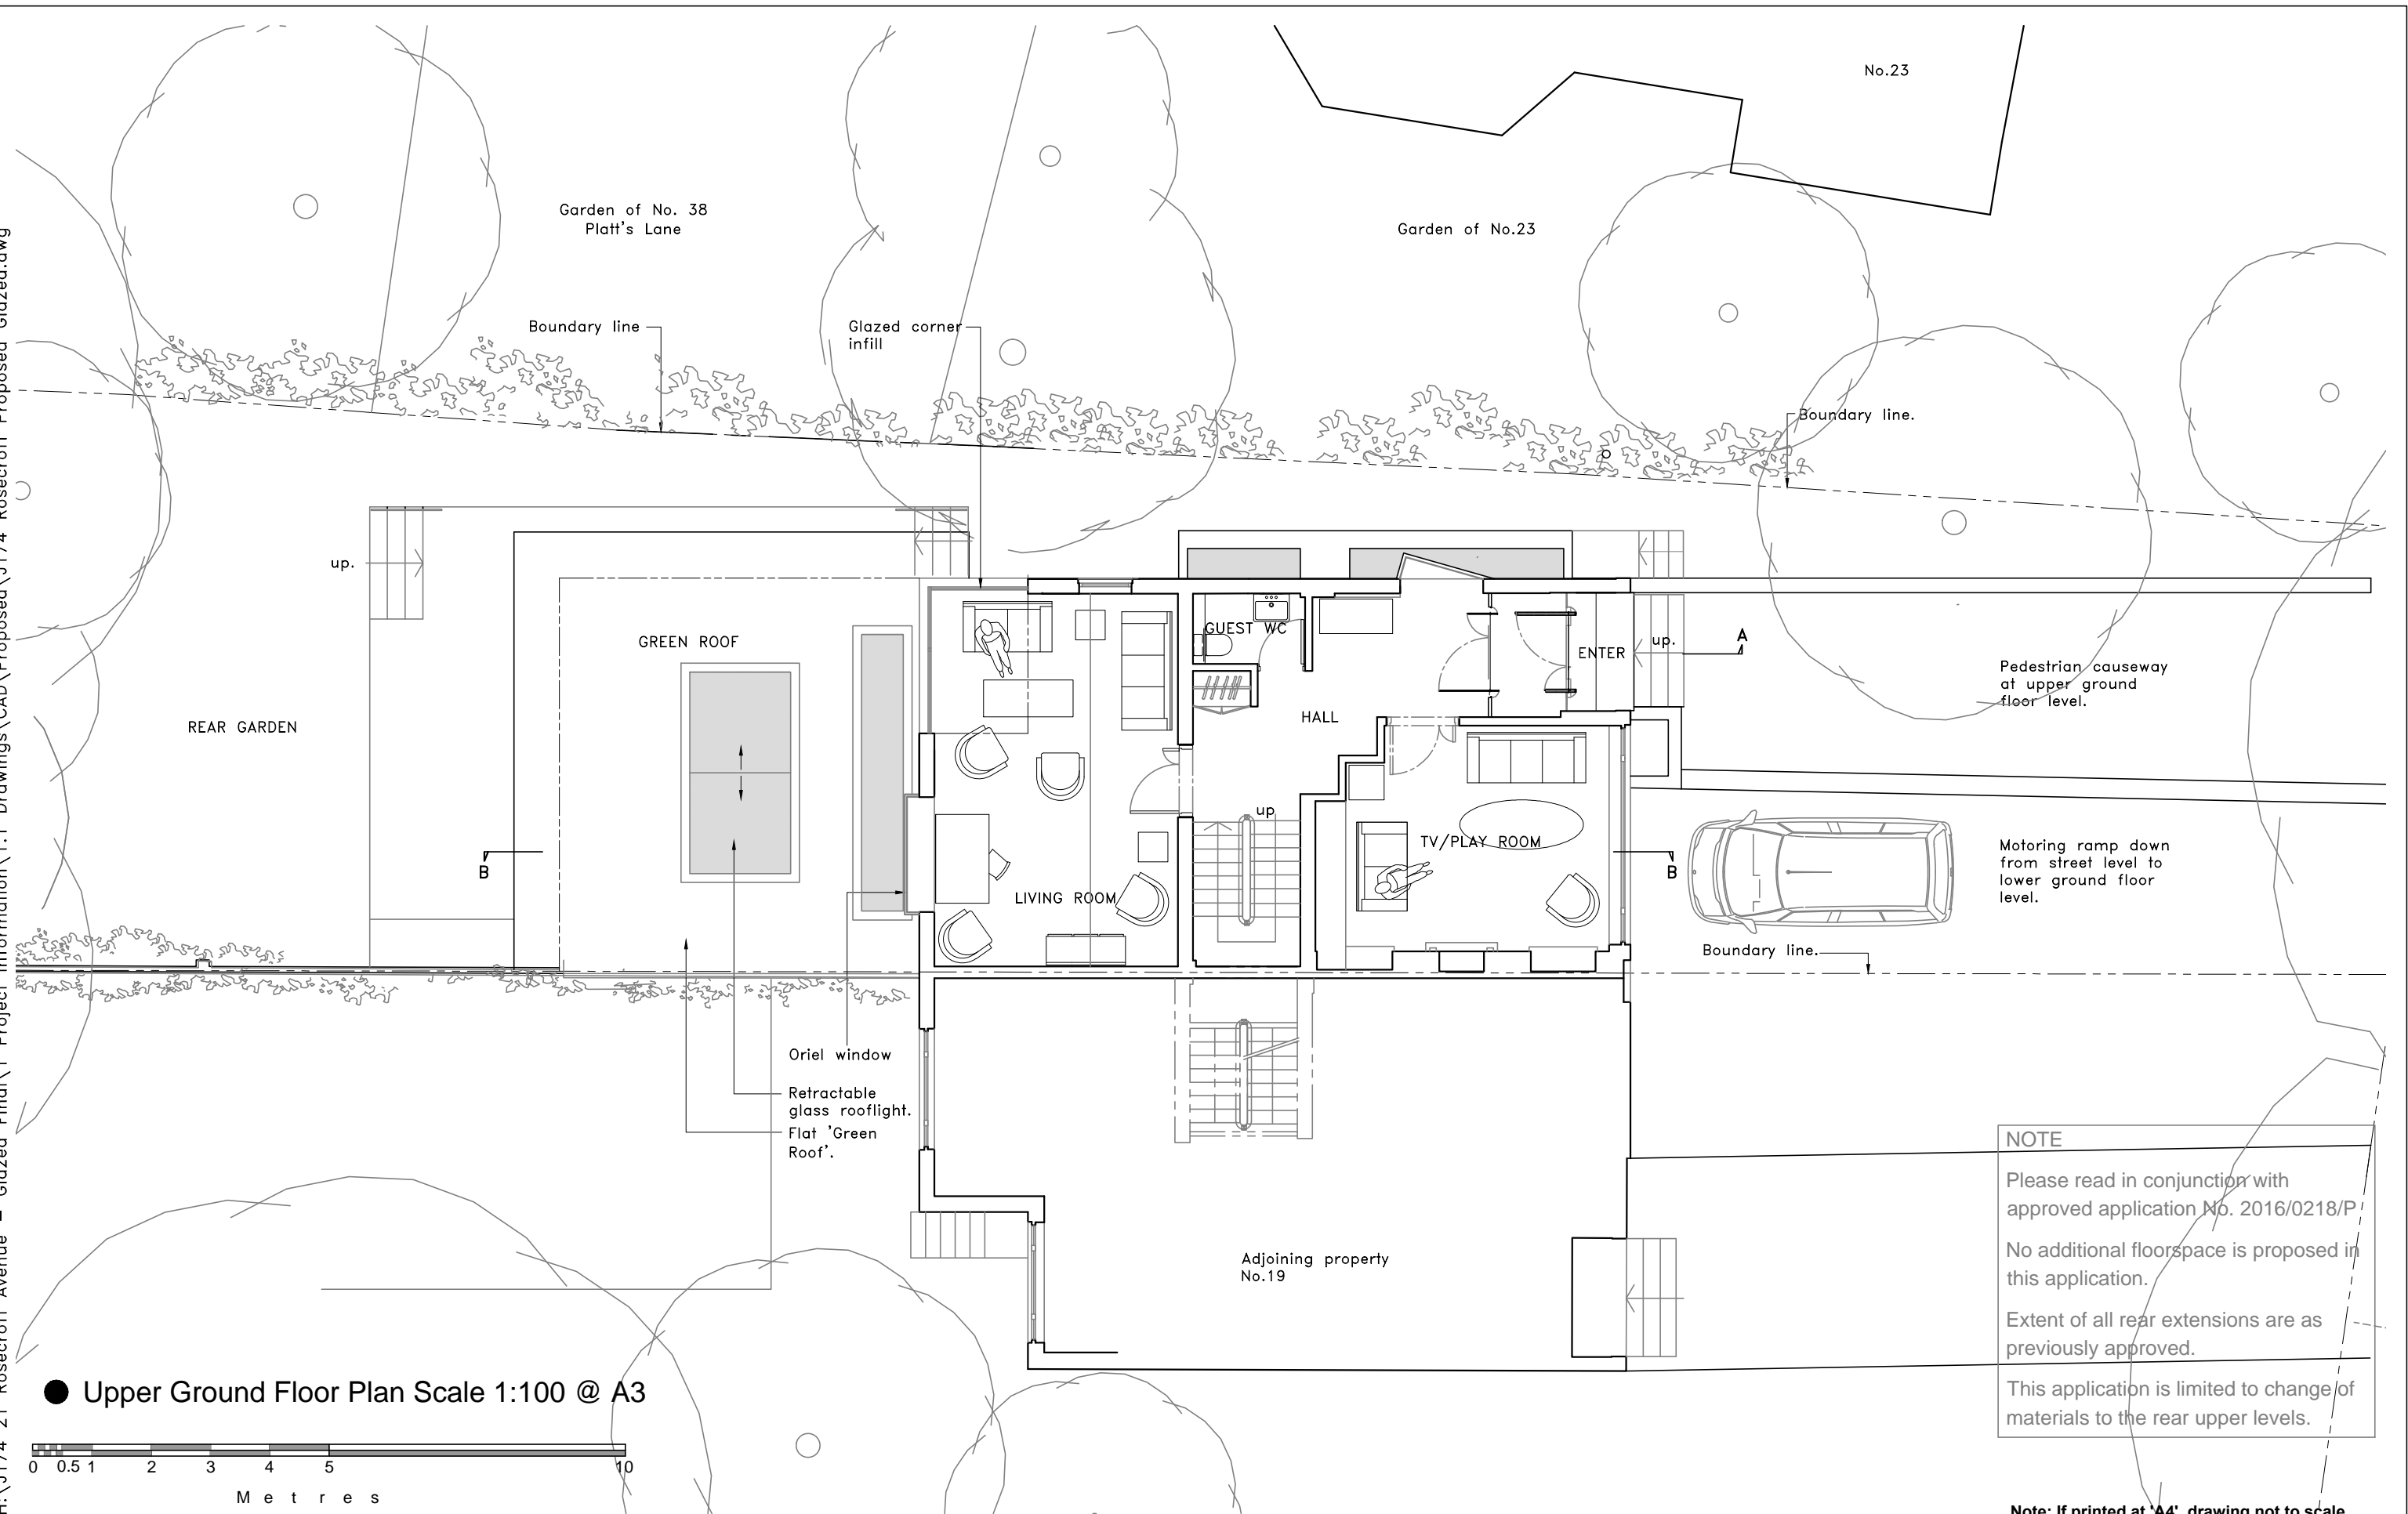 No.23
Garden of No. 38
Platt's Lane
Garden of No.23
Boundary line
Glazed corner
infill
Boundary line.
up.
GREEN ROOF
GUEST WC
ENTER
up.
A
Pedestrian causeway
at upper ground
floor level.
REAR GARDEN
HALL
up
TV/PLAY ROOM
B
B
Motoring ramp down
from street level to
lower ground floor
level.
LIVING ROOM
Boundary line.
Oriel window
Retractable
glass rooflight.
Flat 'Green
Roof'.
Adjoining property
No.19
NOTE
Please read in conjunction with
approved application No. 2016/0218/P
No additional floorspace is proposed in
this application.
Extent of all rear extensions are as
previously approved.
This application is limited to change of
materials to the rear upper levels.
Upper Ground Floor Plan Scale 1:100 @ A3
0 0.5 1 2 3 4 5 10
Metres
Note: If printed at 'A4', drawing not to scale